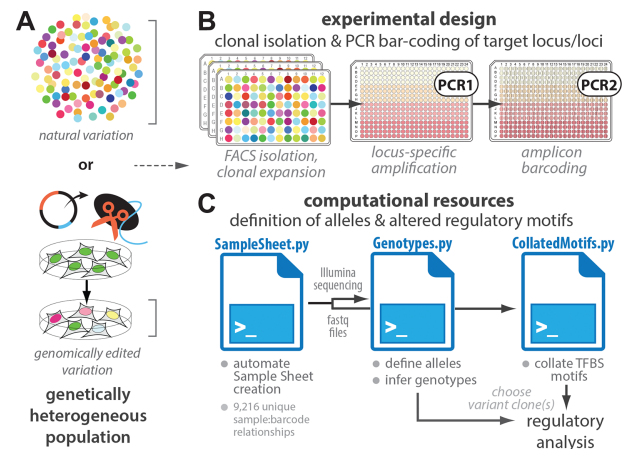 A
natural variation
or
genomically edited
variation
genetically
heterogeneous
population
B
experimental design
clonal isolation & PCR bar-coding of target locus/loci
PCR1
PCR2
FACS isolation,
clonal expansion
locus-specific
amplification
amplicon
barcoding
C
computational resources
definition of alleles & altered regulatory motifs
SampleSheet.py
Genotypes.py
CollatedMotifs.py
Illumina
sequencing
fastq
files
>_
>_
>_
automate
Sample Sheet
creation
9,216 unique
sample:barcode
relationships
define alleles
infer genotypes
collate TFBS
motifs
choose
variant clone(s)
regulatory
analysis